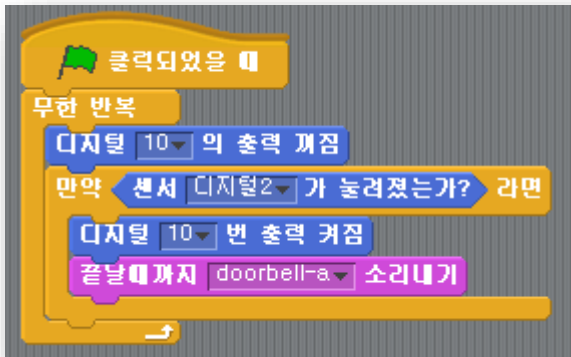 클릭되었을 때
무한 반복
디지털 10 의 출력 꺼짐
만약 센서 디지털2 가 눌려졌는가? 라면
디지털 10 번 출력 켜짐
끝날때까지 doorbell-a 소리내기